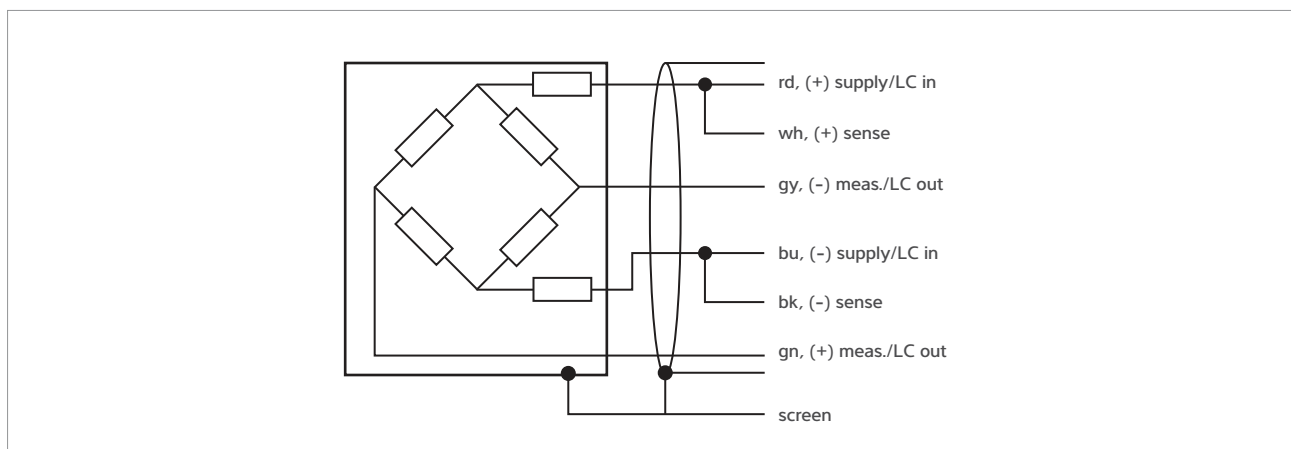 rd, (+) supply/LC in
wh, (+) sense
gy, (-) meas./LC out
bu, (-) supply/LC in
bk, (-) sense
gn, (+) meas./LC out
screen